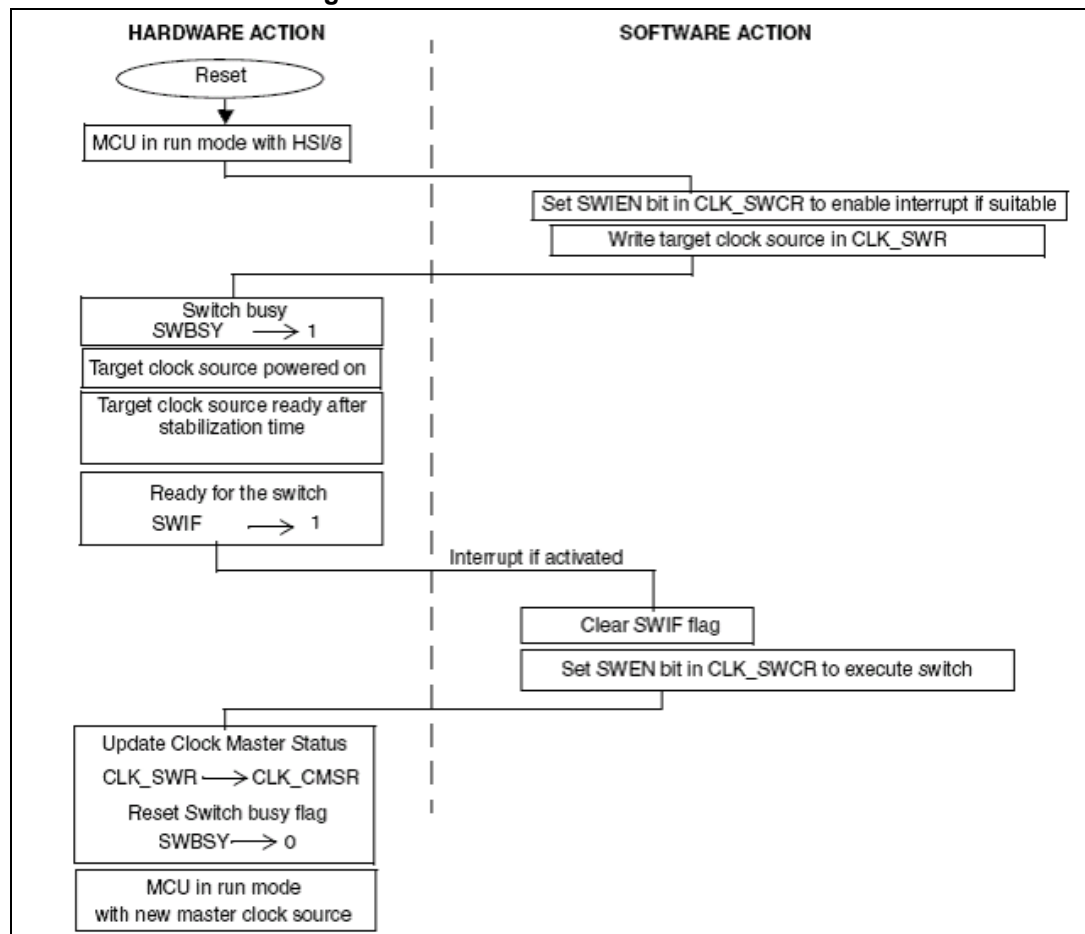 HARDWARE ACTION
SOFTWARE ACTION
Reset
MCU in run mode with HSI/8
Set SWIEN bit in CLK_SWCR to enable interrupt if suitable
Write target clock source in CLK_SWR
Switch busy
SWBSY → 1
Target clock source powered on
Target clock source ready after
stabilization time
Ready for the switch
SWIF → 1
Interrupt if activated
Clear SWIF flag
Set SWEN bit in CLK_SWCR to execute switch
Update Clock Master Status
CLK_SWR → CLK_CMSR
Reset Switch busy flag
SWBSY → 0
MCU in run mode
with new master clock source